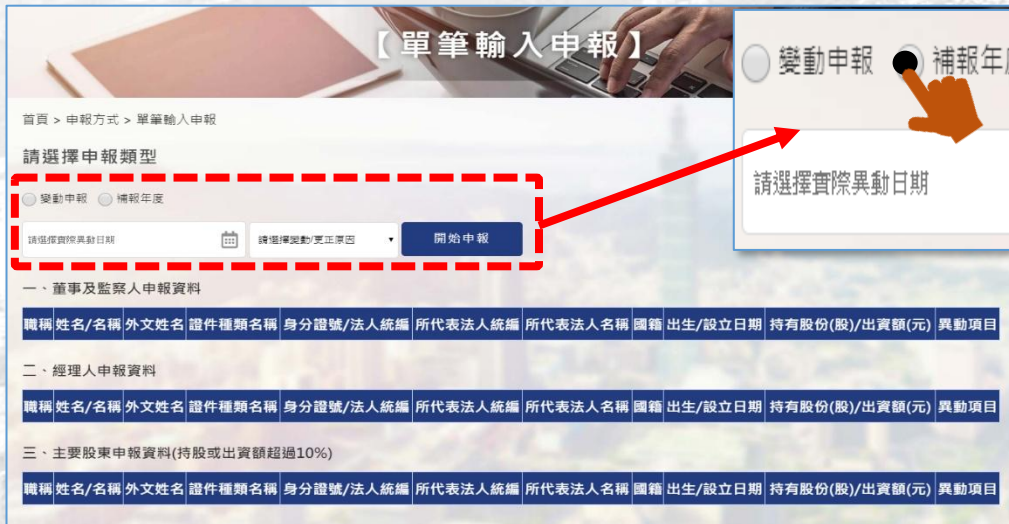 【單筆輸入申報】
首頁 > 申報方式 > 單筆輸入申報
請選擇申報類型
變動申報 補報年度
請選擇實際異動日期 請選擇變動/更正原因 開始申報
一、董事及監察人申報資料
職稱 姓名/名稱 外文姓名 證件種類名稱 身分證號/法人統編 所代表法人統編 所代表法人名稱 國籍 出生/設立日期 持有股份(股)/出資額(元) 異動項目
二、經理人申報資料
職稱 姓名/名稱 外文姓名 證件種類名稱 身分證號/法人統編 所代表法人統編 所代表法人名稱 國籍 出生/設立日期 持有股份(股)/出資額(元) 異動項目
三、主要股東申報資料(持股或出資額超過10%)
職稱 姓名/名稱 外文姓名 證件種類名稱 身分證號/法人統編 所代表法人統編 所代表法人名稱 國籍 出生/設立日期 持有股份(股)/出資額(元) 異動項目
變動申報 補報年度
請選擇實際異動日期